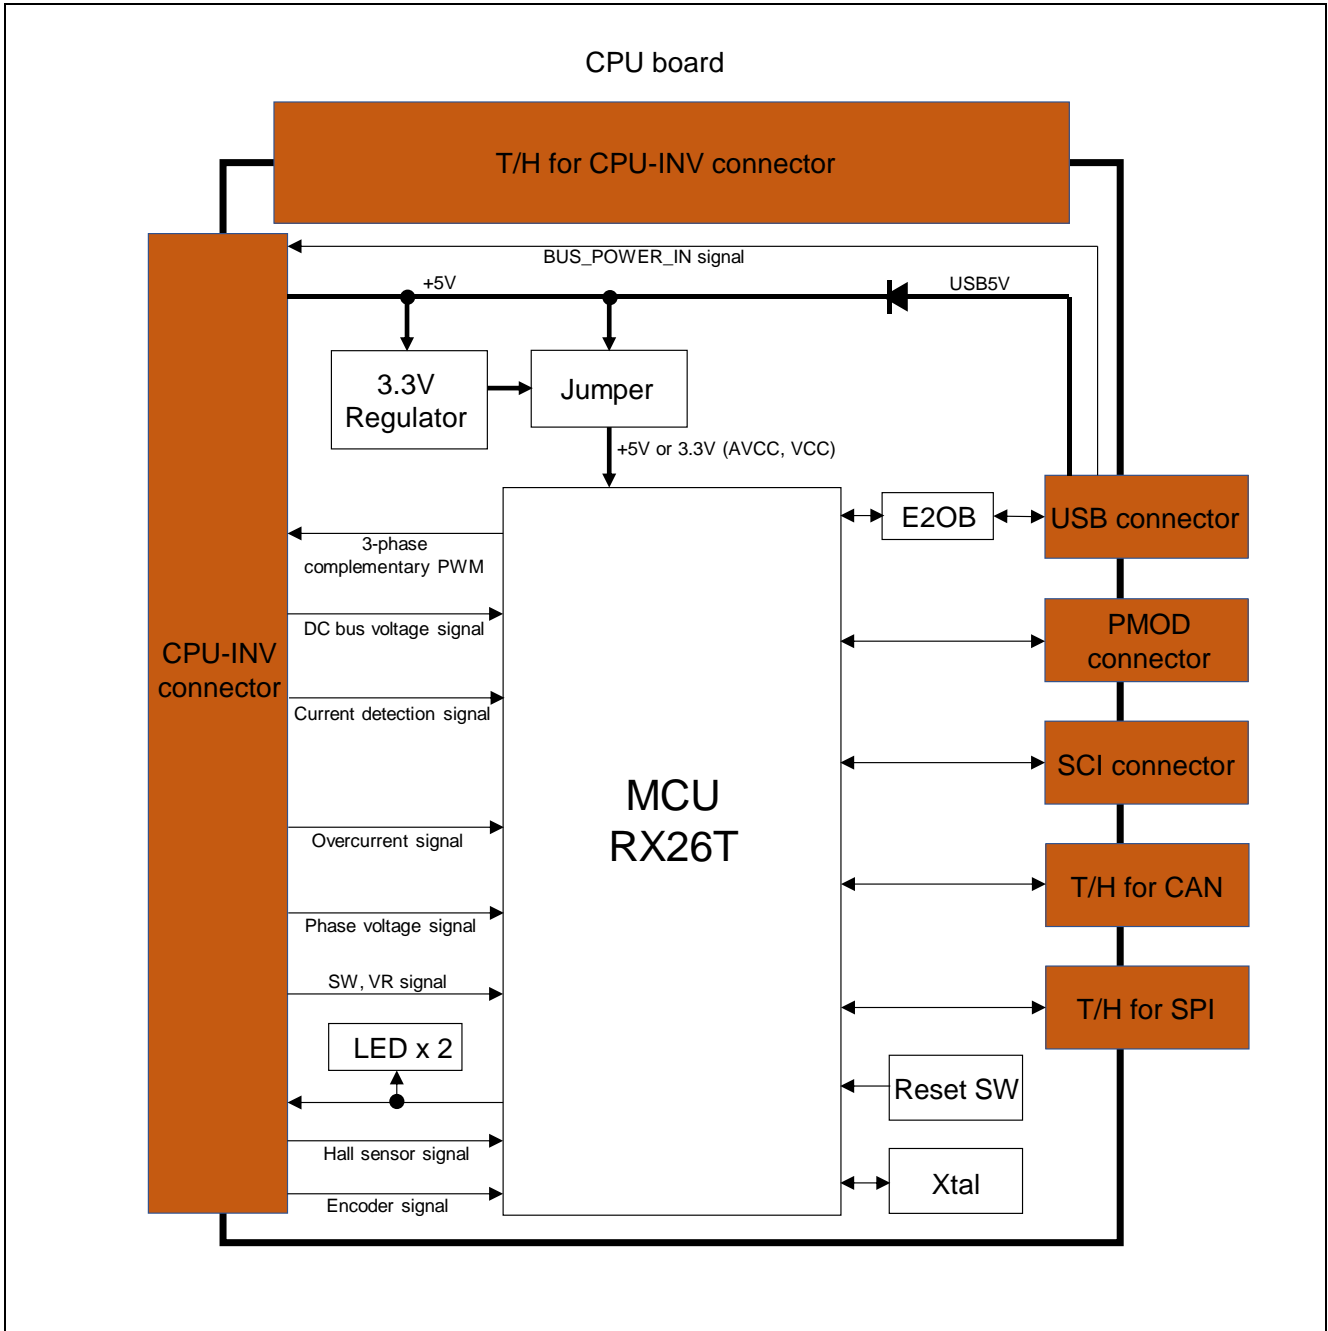 CPU board
T/H for CPU-INV connector
BUS_POWER_IN signal
+5V
USB5V
3.3V
Regulator
Jumper
+5V or 3.3V (AVCC, VCC)
E2OB
USB connector
3-phase
complementary PWM
DC bus voltage signal
PMOD
connector
CPU-INV
connector
Current detection signal
SCI connector
MCU
RX26T
Overcurrent signal
T/H for CAN
Phase voltage signal
SW, VR signal
T/H for SPI
LED x 2
Reset SW
Hall sensor signal
Xtal
Encoder signal